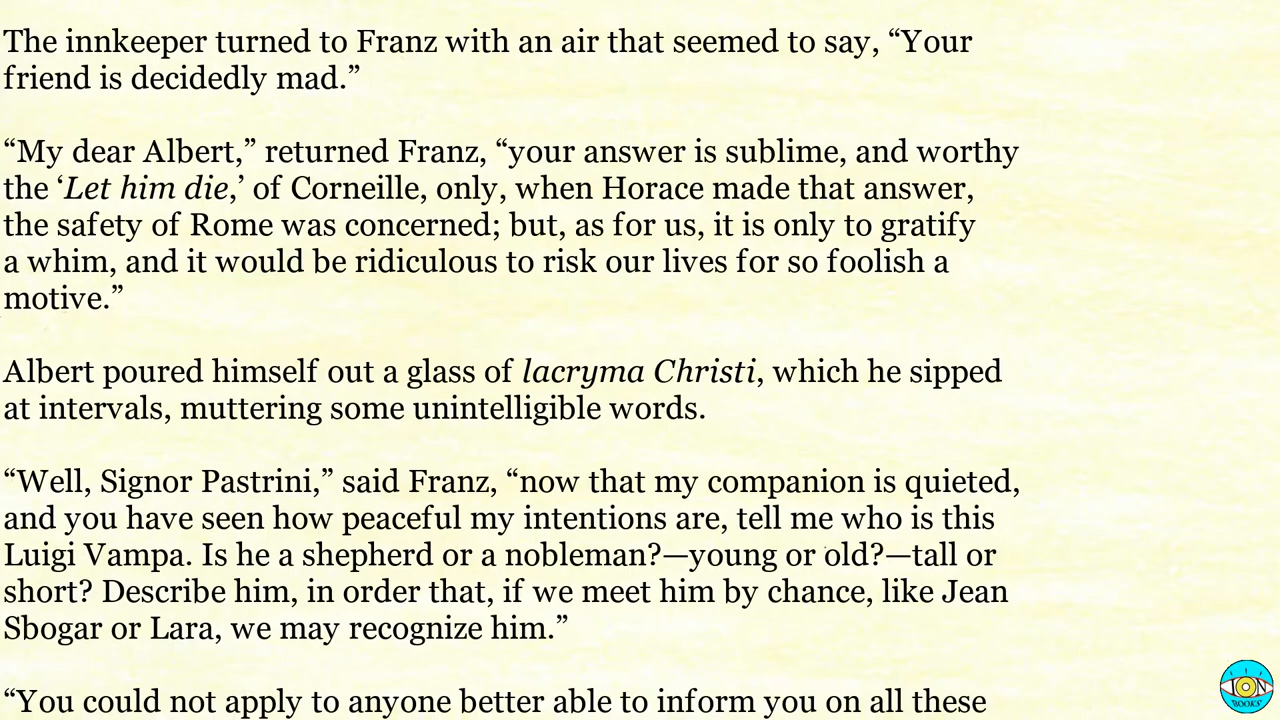 The innkeeper turned to Franz with an air that seemed to say, “Your
friend is decidedly mad.”
“My dear Albert,” returned Franz, “your answer is sublime, and worthy
the ‘Let him die,’ of Corneille, only, when Horace made that answer,
the safety of Rome was concerned; but, as for us, it is only to gratify
a whim, and it would be ridiculous to risk our lives for so foolish a
motive.”
Albert poured himself out a glass of lacryma Christi, which he sipped
at intervals, muttering some unintelligible words.
“Well, Signor Pastrini,” said Franz, “now that my companion is quieted,
and you have seen how peaceful my intentions are, tell me who is this
Luigi Vampa. Is he a shepherd or a nobleman?—young or old?—tall or
short? Describe him, in order that, if we meet him by chance, like Jean
Sbogar or Lara, we may recognize him.”
“You could not apply to anyone better able to inform you on all these
ION
BOOKS